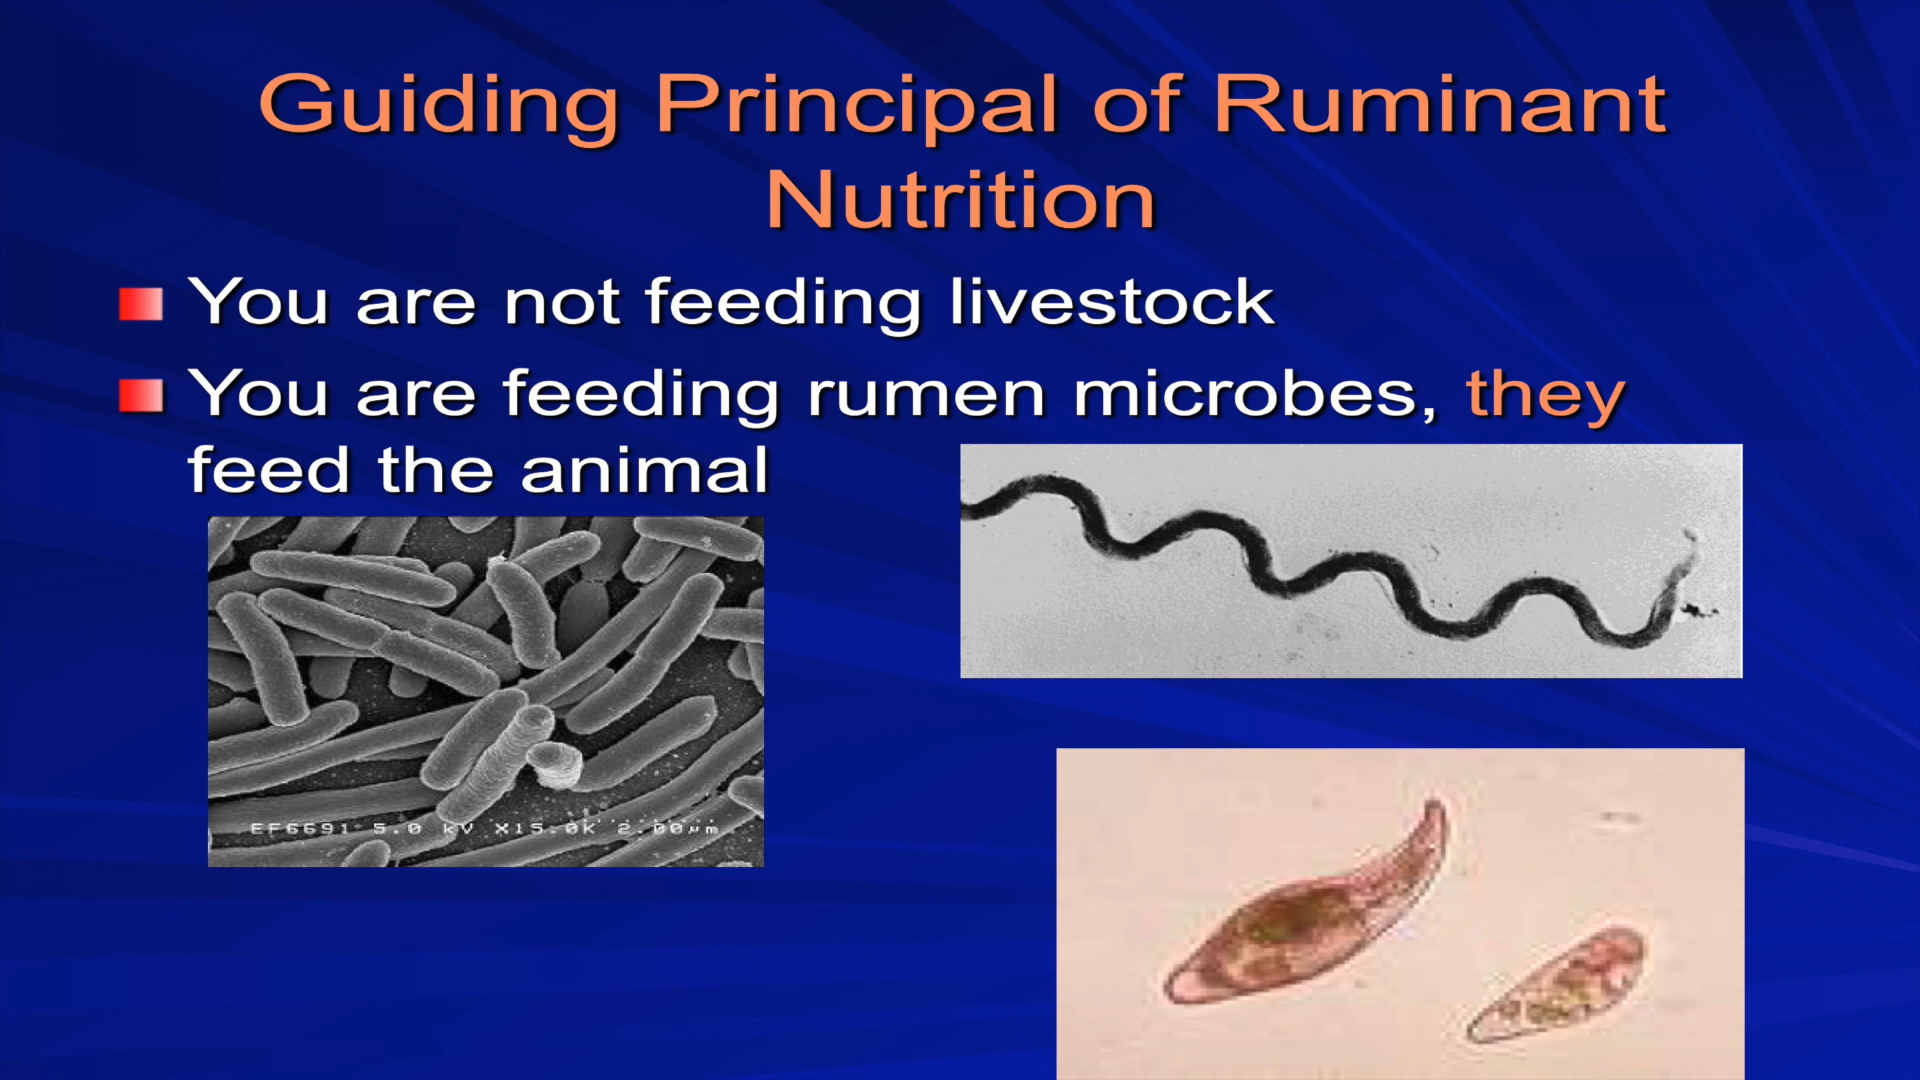 Guiding Principal of Ruminant
Nutrition
You are not feeding livestock
You are feeding rumen microbes, they
feed the animal
EF6691 5.0 kV X15.0K 2.00µm